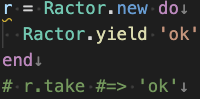 r = Ractor.new do↓
  Ractor.yield 'ok'
end↓
# r.take #=> 'ok'↓